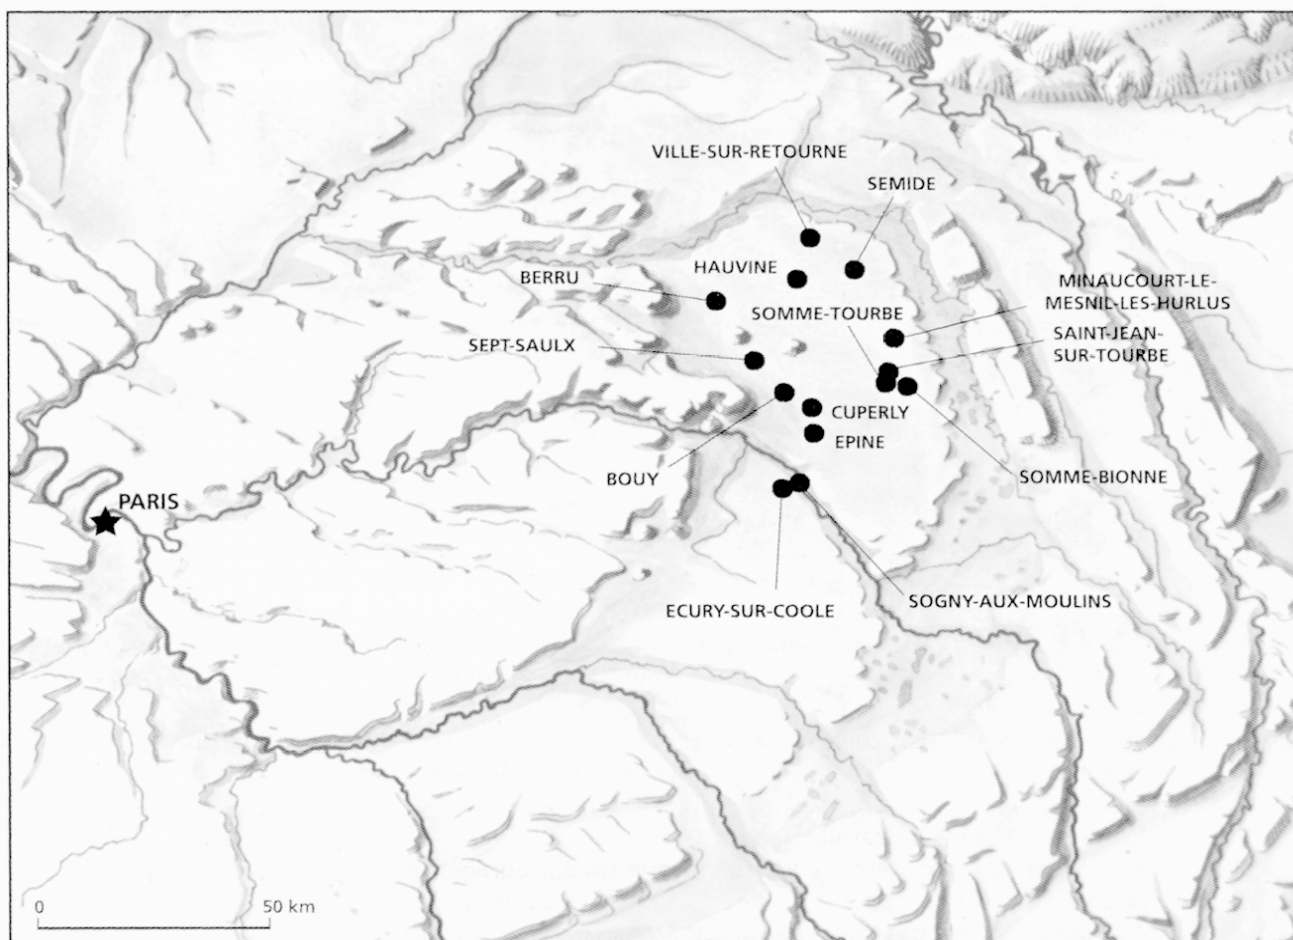 VILLE-SUR-RETOURNE
SEMIDE
HAUVINE
BERRU
MINAUCOURT-LE-
MESNIL-LES-HURLUS
SOMME-TOURBE
SAINT-JEAN-
SUR-TOURBE
SEPT-SAULX
CUPERLY
EPINE
BOUY
SOMME-BIONNE
PARIS
ECURY-SUR-COOLE
SOGNY-AUX-MOULINS
0
50 km